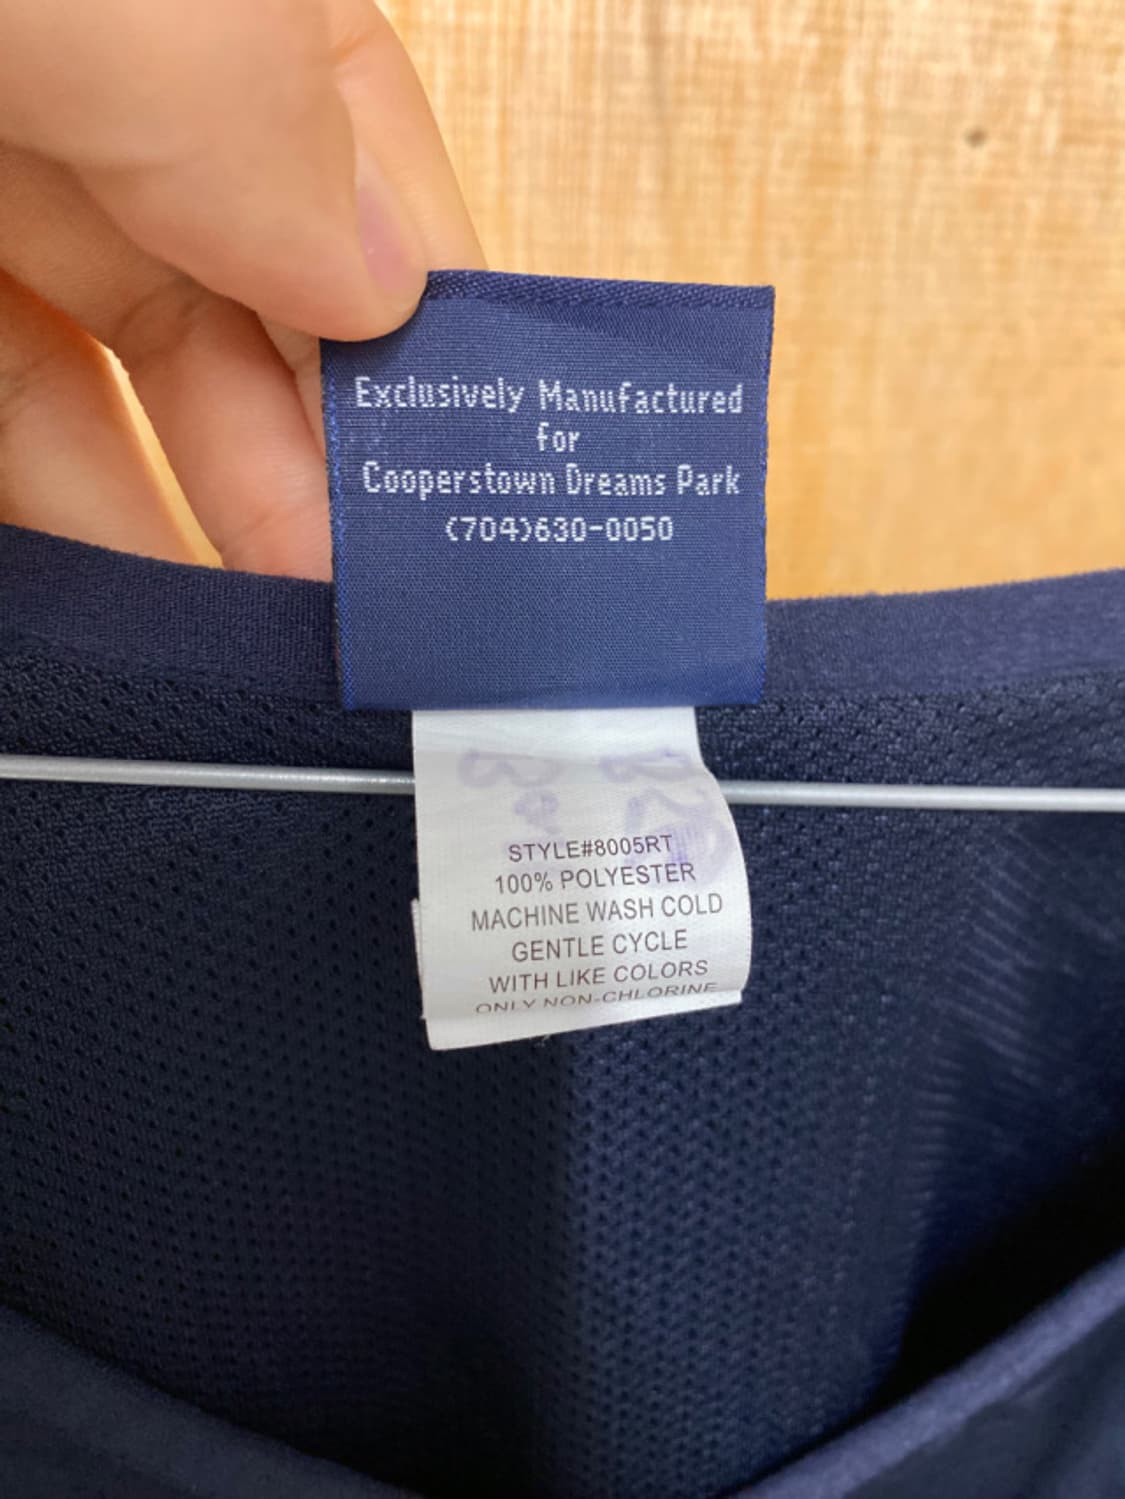 Exclusively Manufactured
for
Cooperstown Dreams Park
(704)630-0050
STYLE#8005RT
100% POLYESTER
MACHINE WASH COLD
GENTLE CYCLE
WITH LIKE COLORS
ONLY NON-CHLORINE